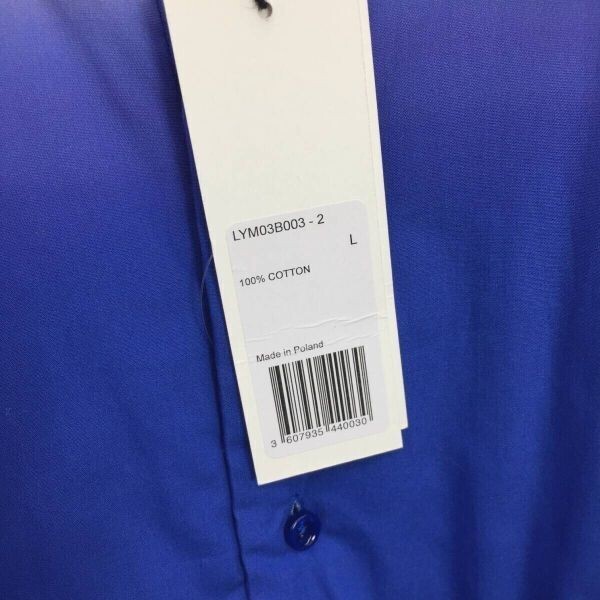 LYM03B003 - 2
L
100% COTTON
Made in Poland
3 607935 440030